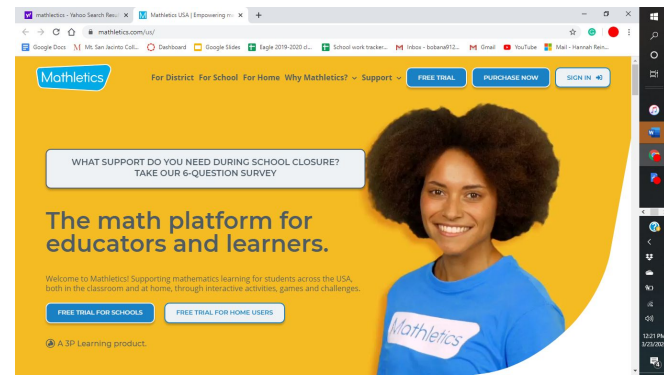 mathlectics - Yahoo Search Resul
Mathletics USA | Empowering m
mathletics.com/us/
Google Docs
Mt. San Jacinto Coll...
Dashboard
Google Slides
Eagle 2019-2020 cl...
School work tracker...
Inbox - bobana912...
Gmail
YouTube
Mail - Hannah Rein...
Mathletics
For District For School For Home Why Mathletics? Support
FREE TRIAL
PURCHASE NOW
SIGN IN
WHAT SUPPORT DO YOU NEED DURING SCHOOL CLOSURE?
TAKE OUR 6-QUESTION SURVEY
The math platform for
educators and learners.
Welcome to Mathletics! Supporting mathematics learning for students across the USA,
both in the classroom and at home, through interactive activities, games and challenges.
FREE TRIAL FOR SCHOOLS
FREE TRIAL FOR HOME USERS
A 3P Learning product.
Mathletics
12:21 PM
3/23/202